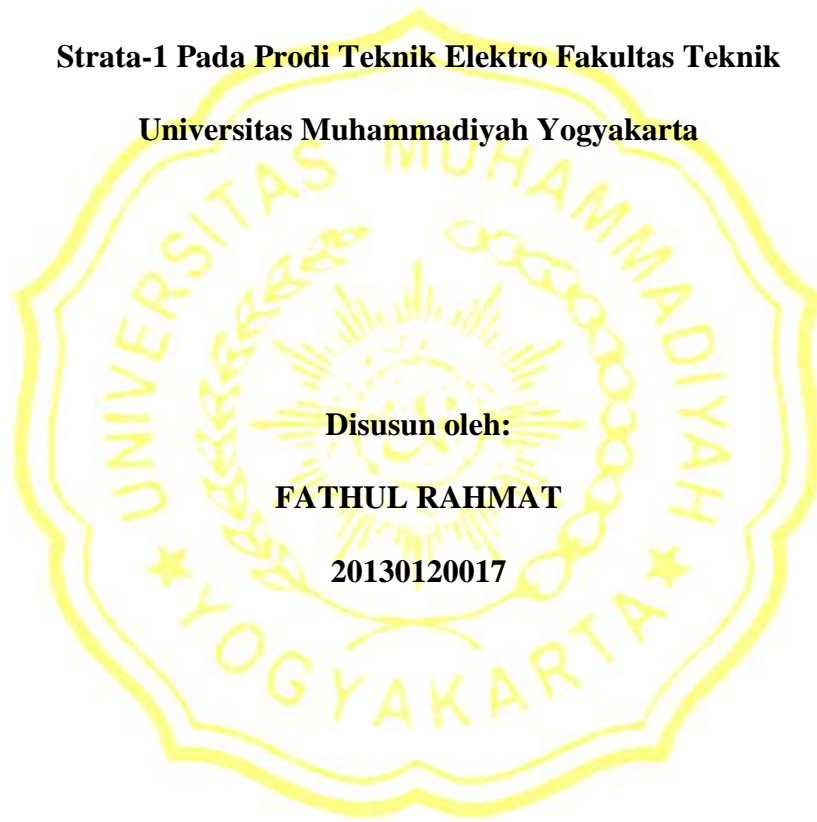 Strata-1 Pada Prodi Teknik Elektro Fakultas Teknik
Universitas Muhammadiyah Yogyakarta
UNIVERSITAS MUHAMMADIYAH
Disusun oleh:
FATHUL RAHMAT
20130120017
YOGYAKARTA